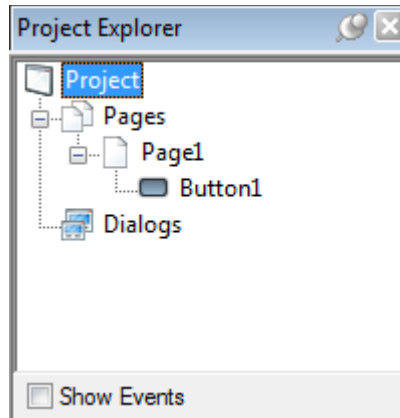 Project Explorer
Project
Pages
Page1
Button1
Dialogs
Show Events